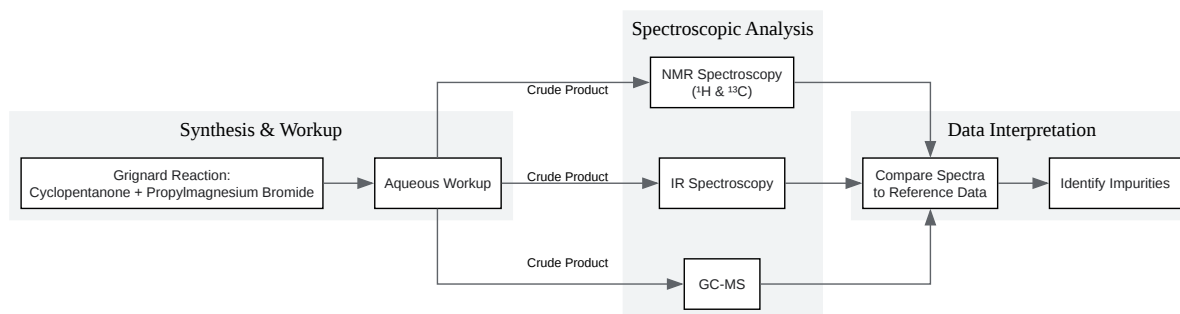 Spectroscopic Analysis
NMR Spectroscopy
(¹H & ¹³C)
Crude Product
Synthesis & Workup
Data Interpretation
Grignard Reaction:
Cyclopentanone + Propylmagnesium Bromide
Aqueous Workup
Crude Product
IR Spectroscopy
Compare Spectra
to Reference Data
Identify Impurities
Crude Product
GC-MS